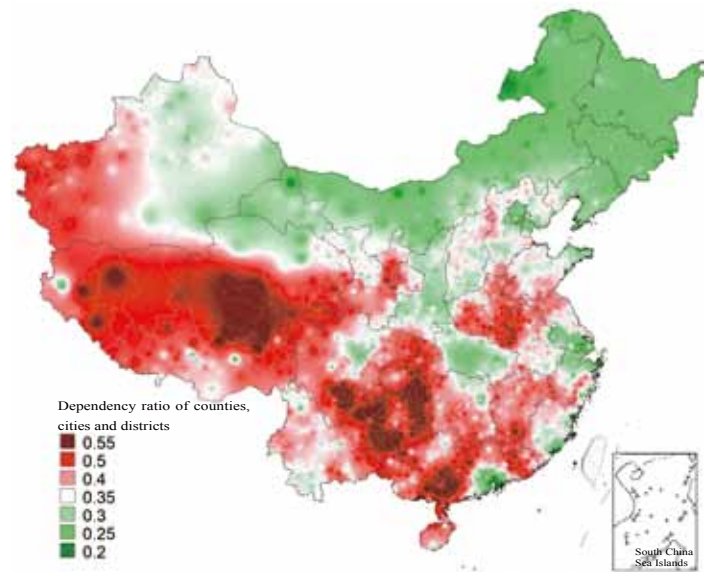 Dependency ratio of counties,
cities and districts
0.55
0.5
0.4
0.35
0.3
0.25
0.2
South China
Sea Islands